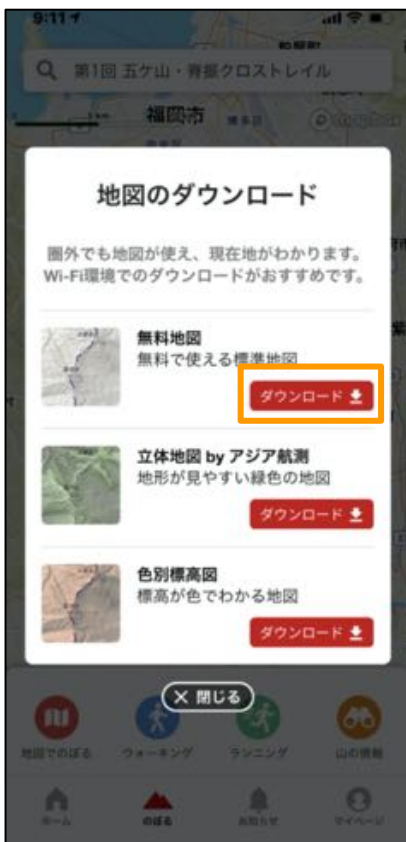 9:11
第1回 五ケ山・脊振クロストレイル
福岡市
博多区
地図のダウンロード
圏外でも地図が使え、現在地がわかります。
Wi-Fi環境でのダウンロードがおすすめです。
無料地図
無料で使える標準地図
ダウンロード
立体地図 by アジア航測
地形が見やすい緑色の地図
ダウンロード
色別標高図
標高が色でわかる地図
ダウンロード
× 閉じる
地図でのぼる
ウォーキング
ランニング
山の情報
ホーム
のぼる
お知らせ
マイページ